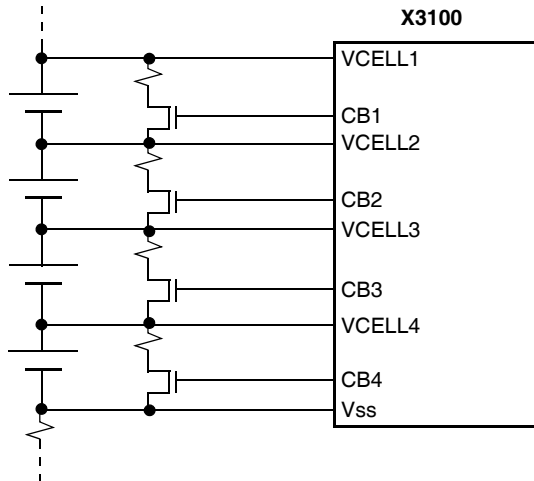 X3100
VCELL1
CB1
VCELL2
CB2
VCELL3
CB3
VCELL4
CB4
Vss